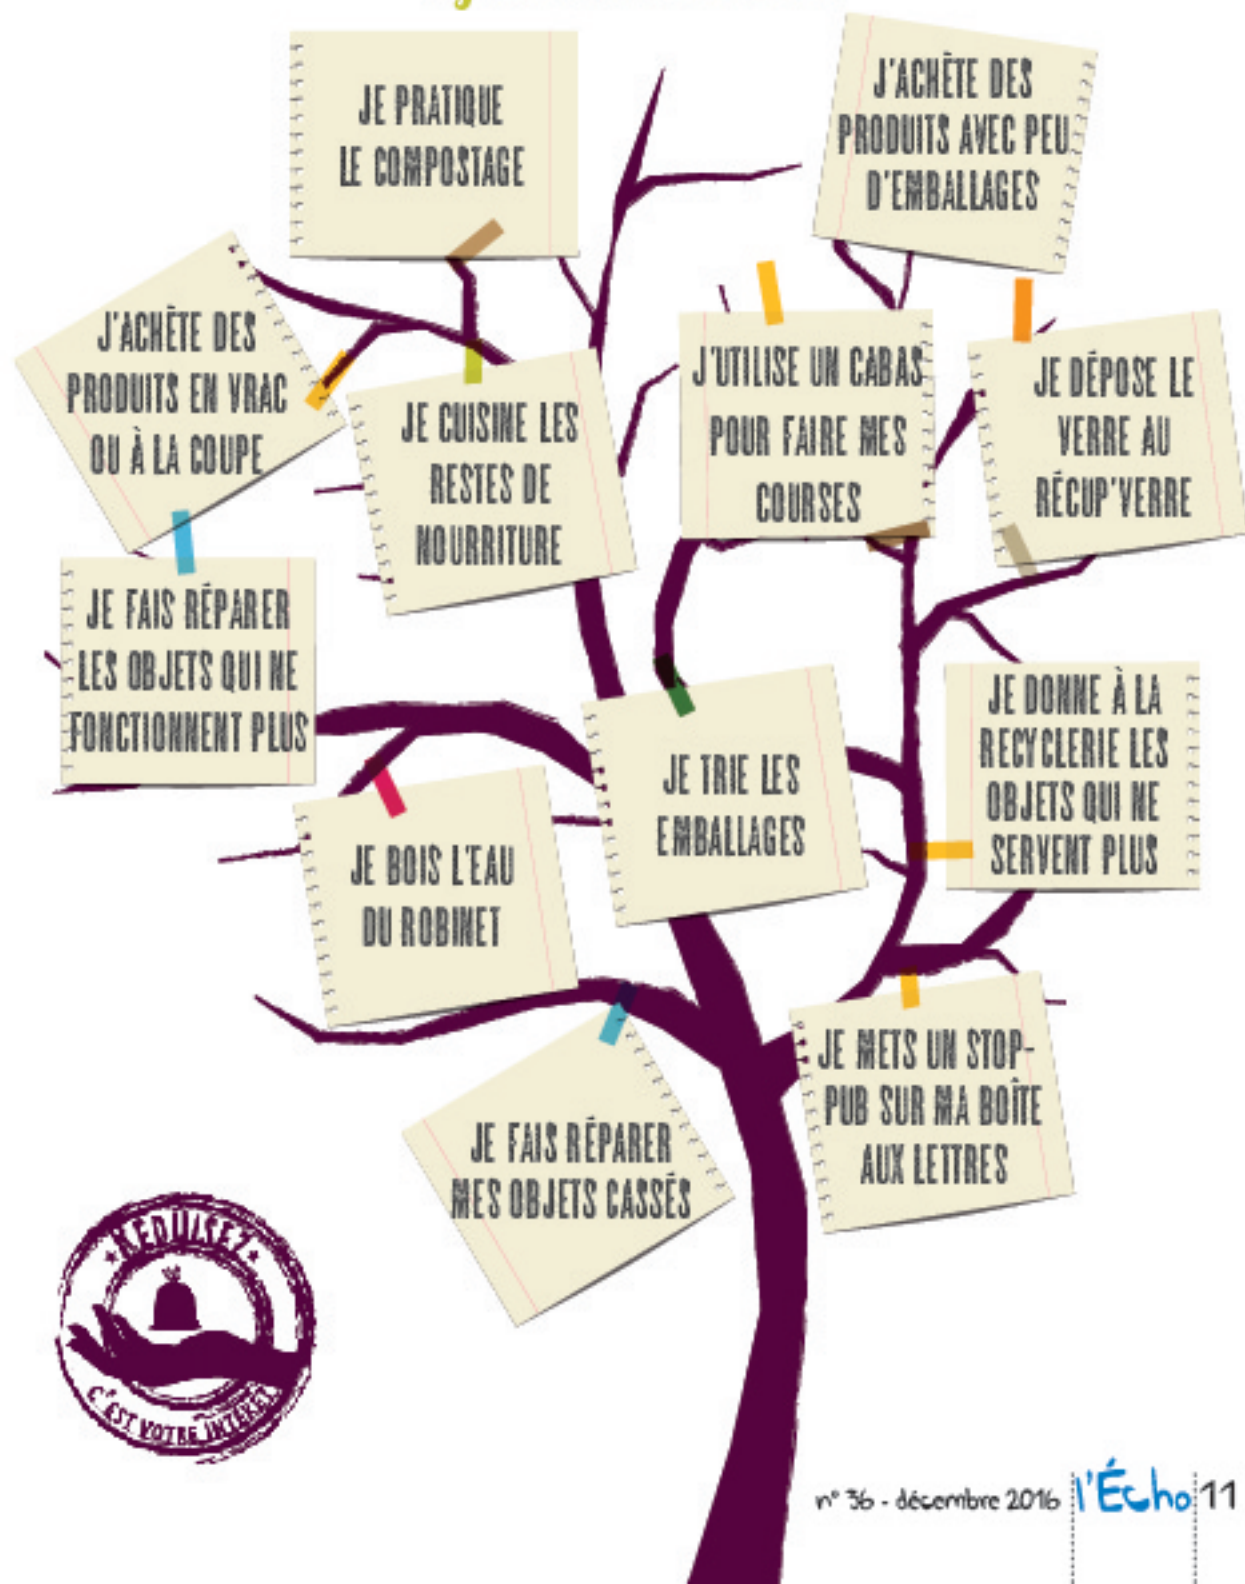 JE PRATIQUE
LE COMPOSTAGE
J'ACHÈTE DES
PRODUITS AVEC PEU
D'EMBALLAGES
J'ACHÈTE DES
PRODUITS EN VRAC
OU À LA COUPE
JE CUISINE LES
RESTES DE
NOURRITURE
J'UTILISE UN CABAS
POUR FAIRE MES
COURSES
JE DÉPOSE LE
VERRE AU
RÉCUP'VERRE
JE FAIS RÉPARER
LES OBJETS QUI NE
FONCTIONNENT PLUS
JE TRIE LES
EMBALLAGES
JE DONNE À LA
RECYCLERIE LES
OBJETS QUI NE
SERVENT PLUS
JE BOIS L'EAU
DU ROBINET
JE METS UN STOP-
PUB SUR MA BOÎTE
AUX LETTRES
JE FAIS RÉPARER
MES OBJETS CASSÉS
RÉDUISEZ
C'EST VOTRE INTÉRÊT
n° 36 - décembre 2016 l'Écho 11